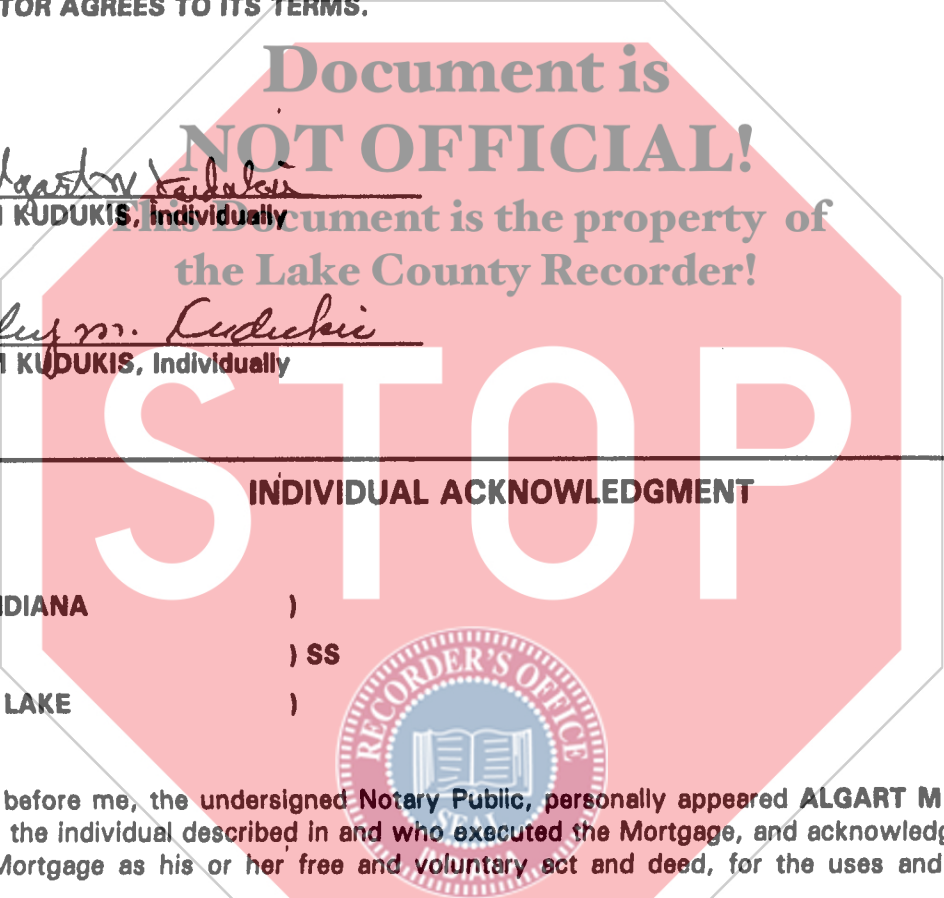 TOR AGREES TO ITS TERMS.
Document is
NOT OFFICIAL!
This Document is the property of
the Lake County Recorder!
KUDUKIS, Individually
m. Kudukis
KUDUKIS, Individually
STOP
INDIVIDUAL ACKNOWLEDGMENT
NDIANA )
) SS
LAKE )
RECORDER'S OFFICE
SEAL
INDIANA
before me, the undersigned Notary Public, personally appeared ALGART M
the individual described in and who executed the Mortgage, and acknowledg
Mortgage as his or her free and voluntary act and deed, for the uses and